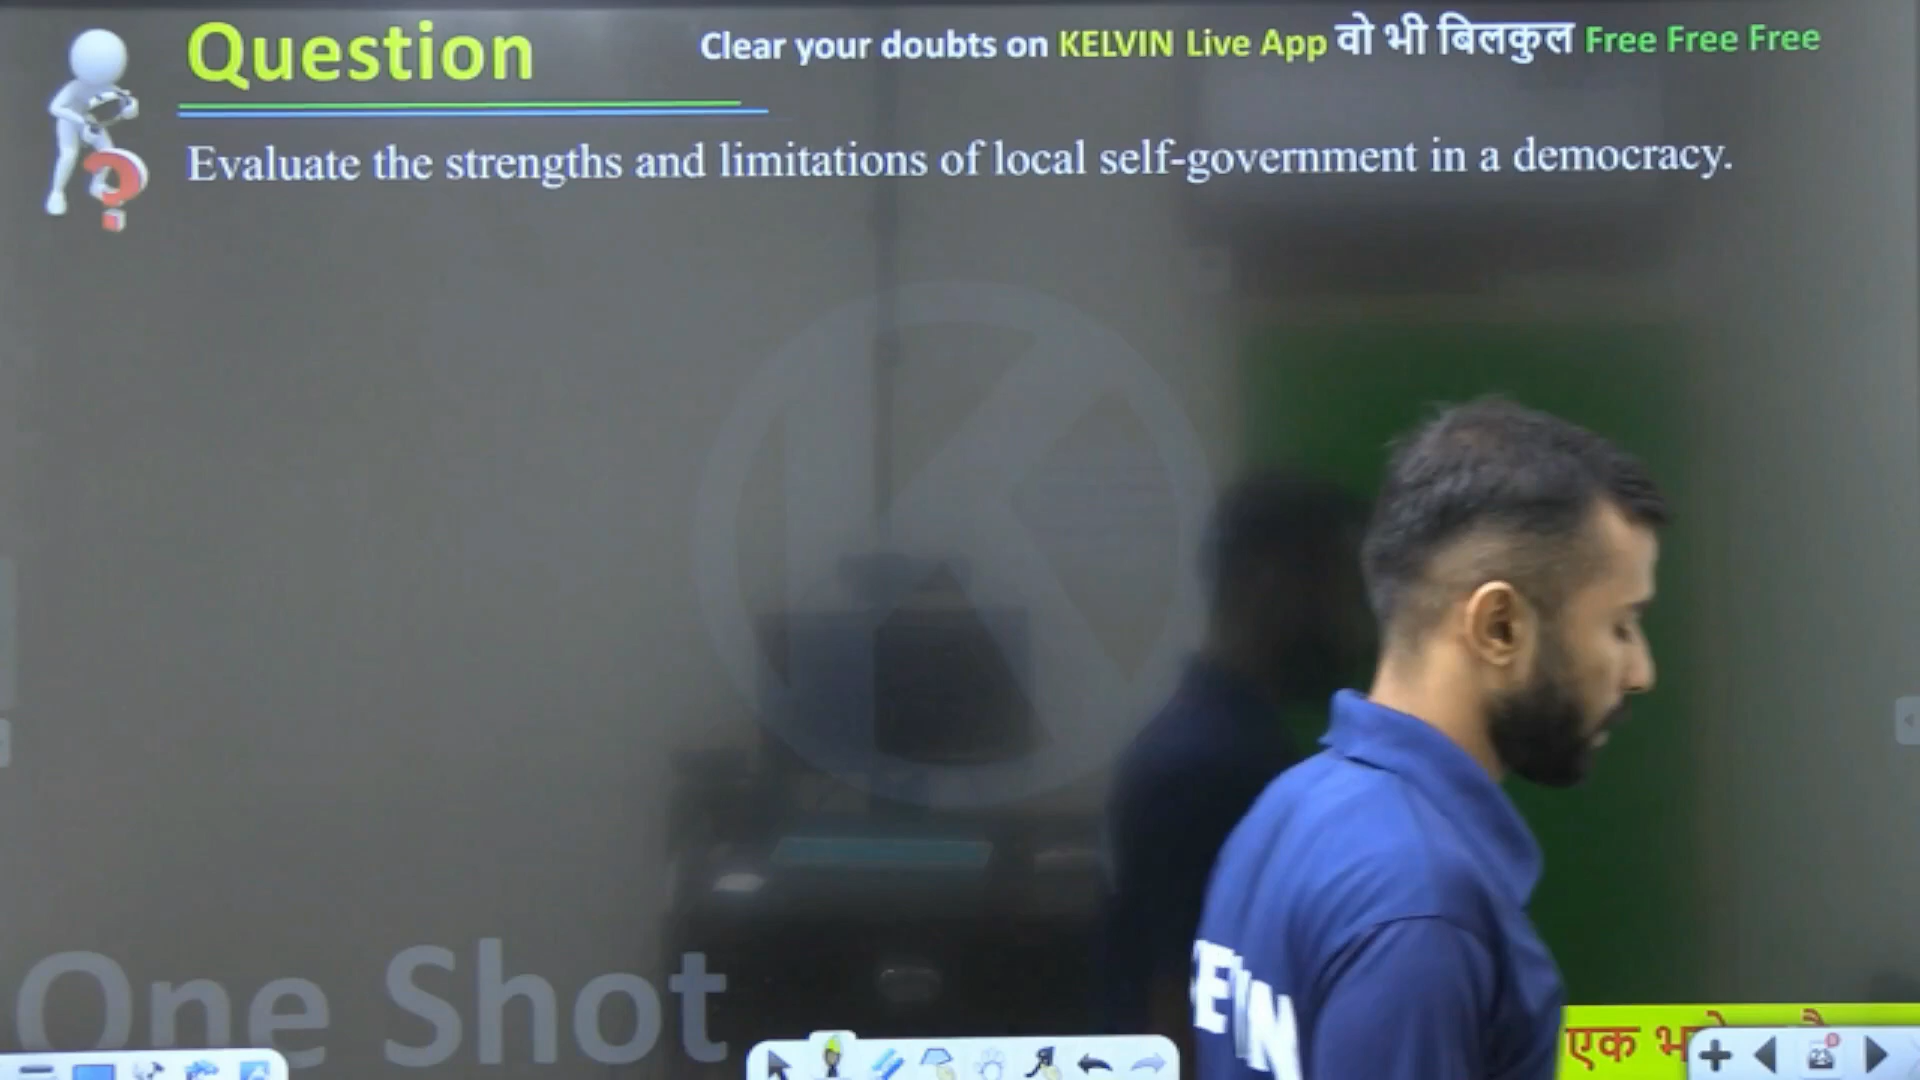 Question
Clear your doubts on KELVIN Live App वो भी बिलकुल Free Free Free
Evaluate the strengths and limitations of local self-government in a democracy.
One Shot
एक